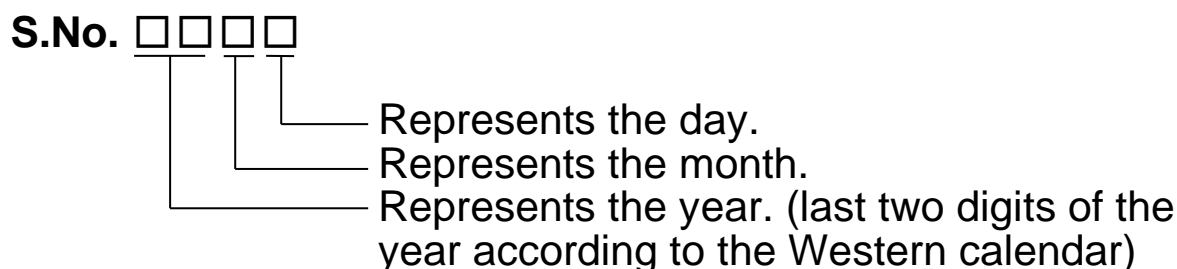 S.No. □□□□
Represents the day.
Represents the month.
Represents the year. (last two digits of the
year according to the Western calendar)